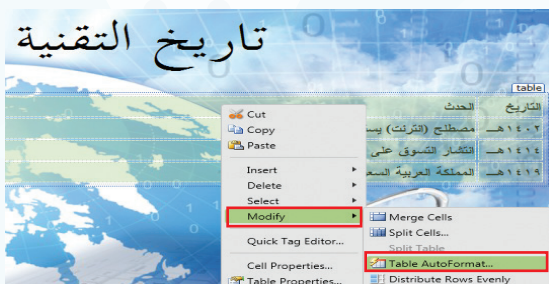 تاريخ التقنية
table
التاريخ الحدث
١٤٠٢هـ مصطلح (انترنت)
١٤١٤هـ انتشار التسوق على
١٤١٩هـ المملكة العربية
Cut
Copy
Paste
Insert
Delete
Select
Modify
Quick Tag Editor...
Cell Properties...
Table Properties...
Merge Cells
Split Cells...
Split Table
Table AutoFormat...
Distribute Rows Evenly